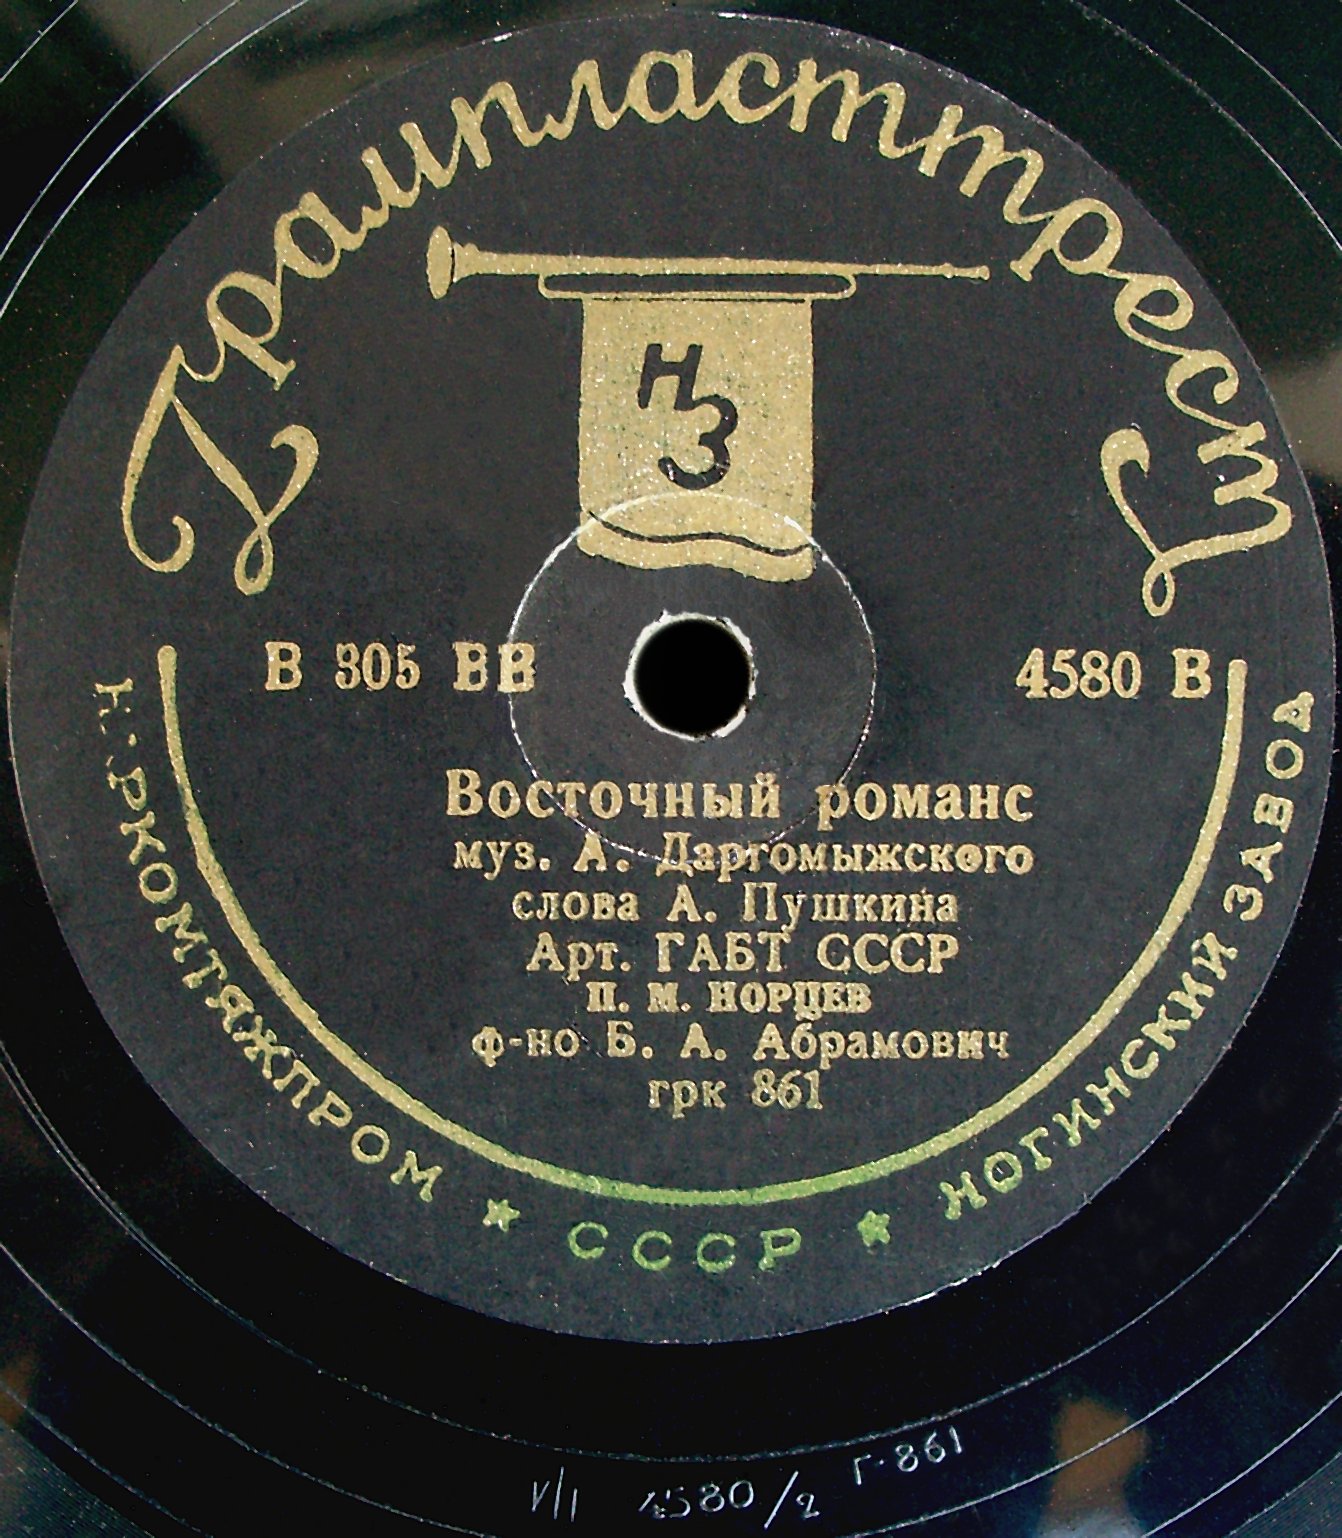 Грампласттрест
НЗ
В 305 ВВ
4580 В
Восточный романс
муз. А. Даргомыжского
слова А. Пушкина
Арт. ГАБТ СССР
П. М. НОРЦЕВ
ф-но Б. А. Абрамович
грк 861
НАРКОМТЯЖПРОМ ★ СССР ★ НОГИНСКИЙ ЗАВОД
Г-861
4580/2